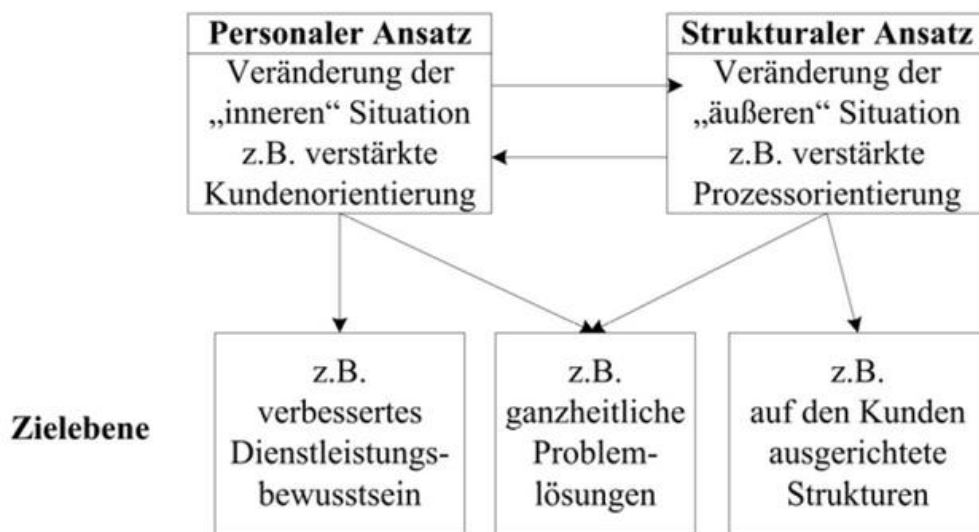 Personaler Ansatz
Veränderung der
„inneren“ Situation
z.B. verstärkte
Kundenorientierung
Strukturaler Ansatz
Veränderung der
„äußeren“ Situation
z.B. verstärkte
Prozessorientierung
Zielebene
z.B.
verbessertes
Dienstleistungs-
bewusstsein
z.B.
ganzheitliche
Problem-
lösungen
z.B.
auf den Kunden
ausgerichtete
Strukturen